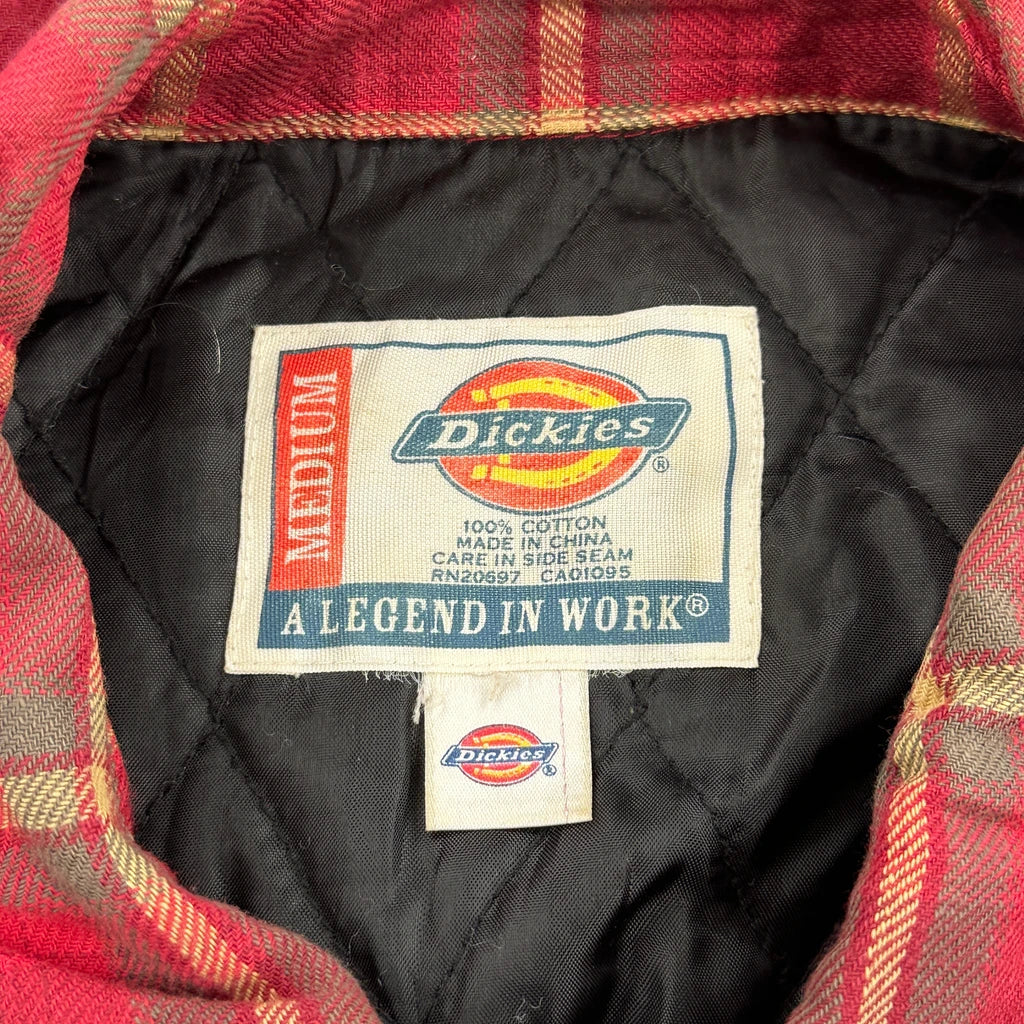 MEDIUM
Dickies
®
100% COTTON
MADE IN CHINA
CARE IN SIDE SEAM
RN20697 CA01095
A LEGEND IN WORK®
Dickies
®